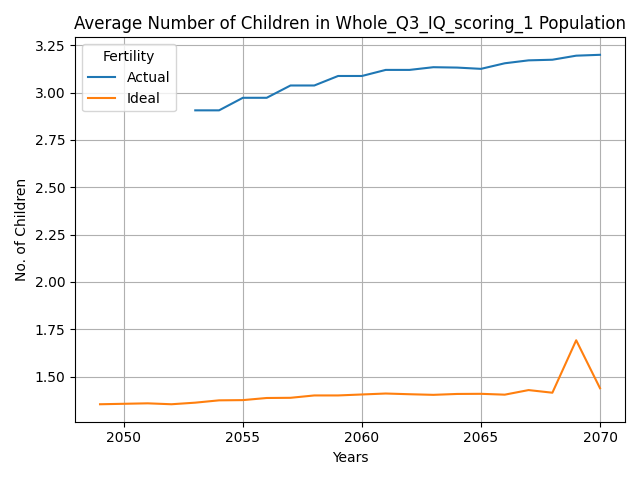 Average Number of Children in Whole_Q3_IQ_scoring_1 Population
Fertility
Actual
Ideal
3.25
3.00
2.75
2.50
2.25
2.00
1.75
1.50
No. of Children
2050
2055
2060
2065
2070
Years